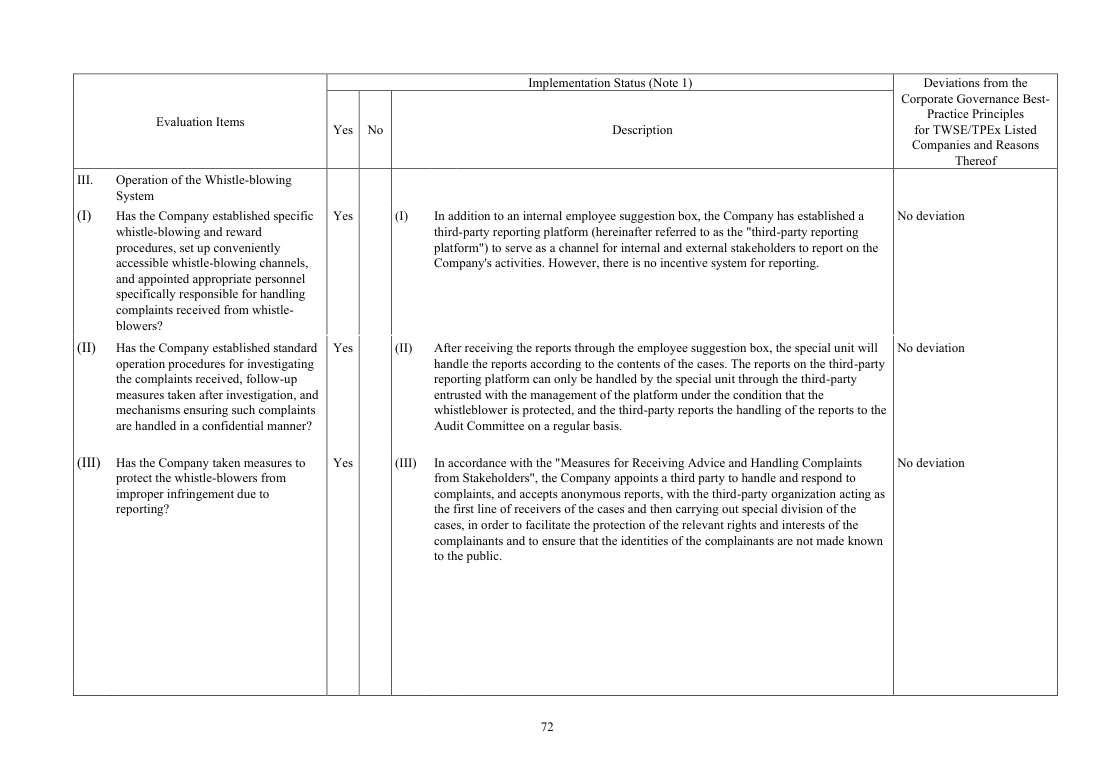 Evaluation Items
Implementation Status (Note 1)
Yes
No
Description
Deviations from the
Corporate Governance Best-
Practice Principles
for TWSE/TPEx Listed
Companies and Reasons
Thereof
III. Operation of the Whistle-blowing
System
(I) Has the Company established specific
whistle-blowing and reward
procedures, set up conveniently
accessible whistle-blowing channels,
and appointed appropriate personnel
specifically responsible for handling
complaints received from whistle-
blowers?
Yes
(I) In addition to an internal employee suggestion box, the Company has established a
third-party reporting platform (hereinafter referred to as the "third-party reporting
platform") to serve as a channel for internal and external stakeholders to report on the
Company's activities. However, there is no incentive system for reporting.
No deviation
(II) Has the Company established standard
operation procedures for investigating
the complaints received, follow-up
measures taken after investigation, and
mechanisms ensuring such complaints
are handled in a confidential manner?
Yes
(II) After receiving the reports through the employee suggestion box, the special unit will
handle the reports according to the contents of the cases. The reports on the third-party
reporting platform can only be handled by the special unit through the third-party
entrusted with the management of the platform under the condition that the
whistleblower is protected, and the third-party reports the handling of the reports to the
Audit Committee on a regular basis.
No deviation
(III) Has the Company taken measures to
protect the whistle-blowers from
improper infringement due to
reporting?
Yes
(III) In accordance with the "Measures for Receiving Advice and Handling Complaints
from Stakeholders", the Company appoints a third party to handle and respond to
complaints, and accepts anonymous reports, with the third-party organization acting as
the first line of receivers of the cases and then carrying out special division of the
cases, in order to facilitate the protection of the relevant rights and interests of the
complainants and to ensure that the identities of the complainants are not made known
to the public.
No deviation
72